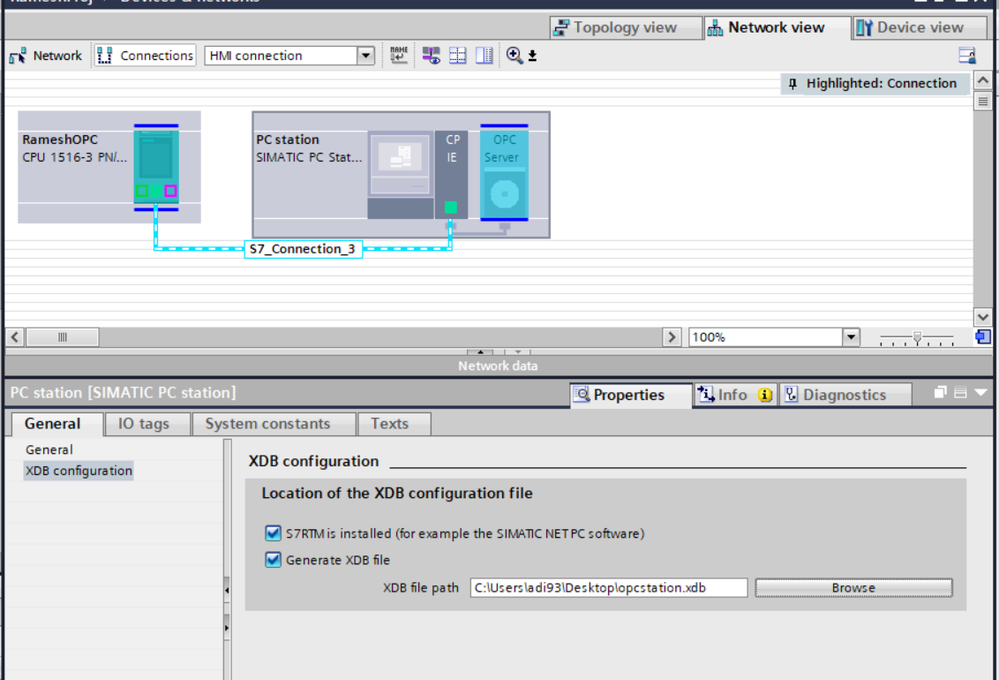 RameshProj › Devices & networks
Topology view
Network view
Device view
Network
Connections
HMI connection
NAME
Highlighted: Connection
RameshOPC
CPU 1516-3 PN/...
PC station
SIMATIC PC Stat...
CP
IE
OPC
Server
S7_Connection_3
100%
Network data
PC station [SIMATIC PC station]
Properties
Info
Diagnostics
General
IO tags
System constants
Texts
General
XDB configuration
XDB configuration
Location of the XDB configuration file
S7RTM is installed (for example the SIMATIC NET PC software)
Generate XDB file
XDB file path
C:\Users\adi93\Desktop\opcstation.xdb
Browse